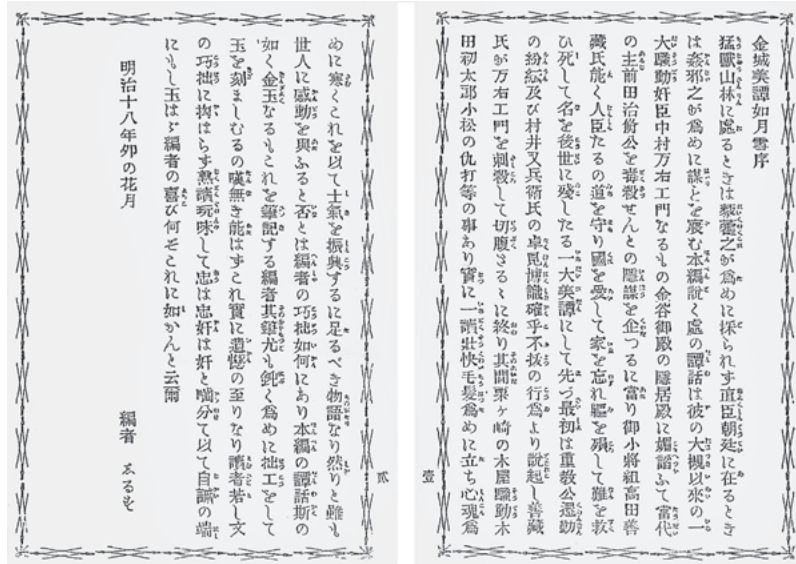 金城美譚如月雪序
猛獸山林に處るときは藜藿之が爲めに採られず直臣朝廷に在るとき
は姦邪之が爲めに謀とを寢む本編説く處の譚話は彼の大槻以來の一
大騷動奸臣中村万右エ門なるもの金谷御殿の隱居殿に媚諂ふて當代
の主前田治脩公を毒殺せんとの隱謀を企つるに當り御小將組高田善
藏氏能く人臣たるの道を守り國を愛して家を忘れ軀を殞して難を救
ひ死して名を後世に殘したる一大美譚にして先づ最初は重敎公還勘
の紛紜及び村井又兵衛氏の卓見博識確乎不拔の行爲より説起し善藏
氏が万右エ門を刺殺して切腹さるゝに終り其間粟ヶ崎の木屋騷動木
田初太郎小松の仇打等の事あり實に一讀壯快毛髮爲めに立ち心魂爲
壹
めに寒くこれを以て士氣を振興するに足るべき物語なり然りと雖も
世人に感動を與ふると否とは編者の巧拙如何にあり本編の譚話斯の
如く金玉なるもこれを筆記する編者其筆尤も鈍く爲めに拙工をして
玉を刻ましむるの嘆無き能はずこれ實に遺憾の至りなり讀者若し文
の巧拙に拘はらす熟讀玩味して忠は忠奸は奸と嚙分て以て自誡の端
にもし玉はゞ編者の喜び何ぞこれに如かんと云爾
明治十八年卯の花月
編者 ゑるを
貳